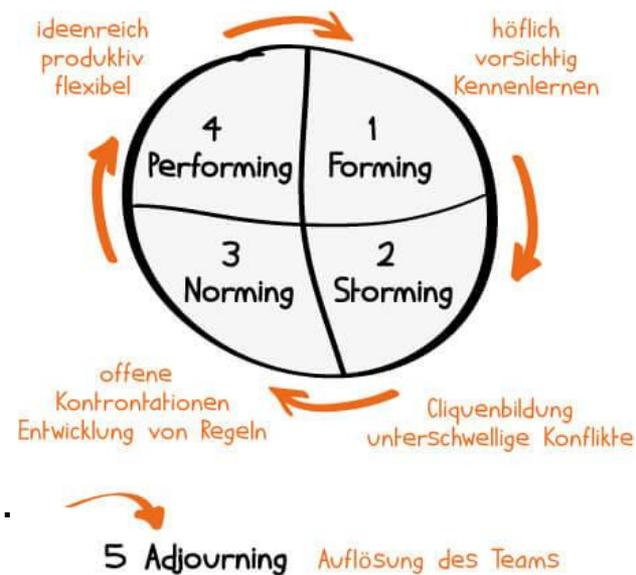 ideenreich
produktiv
flexibel
höflich
vorsichtig
Kennenlernen
4
Performing
1
Forming
3
Norming
2
Storming
offene
Kontrontationen
Entwicklung von Regeln
Cliquenbildung
unterschwellige Konflikte
5 Adjourning Auflösung des Teams